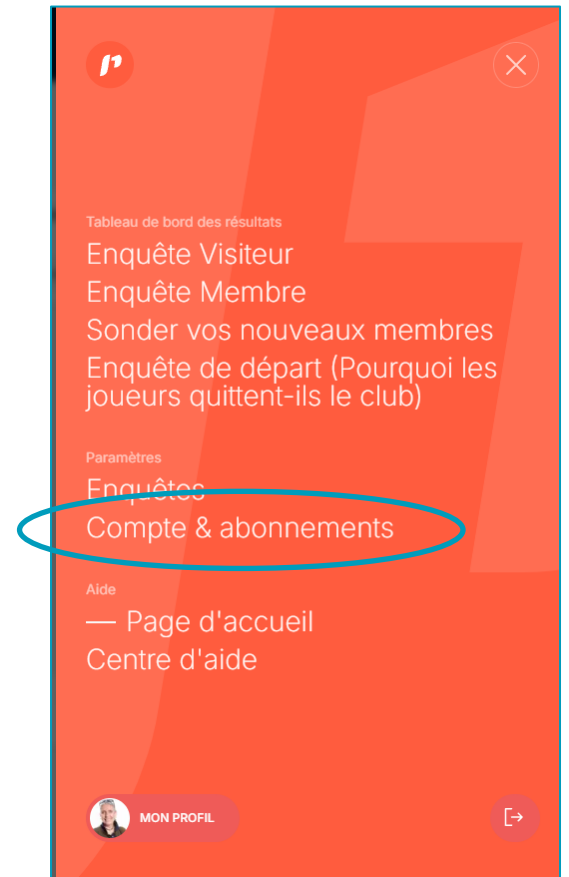 Tableau de bord des résultats
Enquête Visiteur
Enquête Membre
Sonder vos nouveaux membres
Enquête de départ (Pourquoi les
joueurs quittent-ils le club)
Paramètres
Enquêtes
Compte & abonnements
Aide
— Page d'accueil
Centre d'aide
MON PROFIL